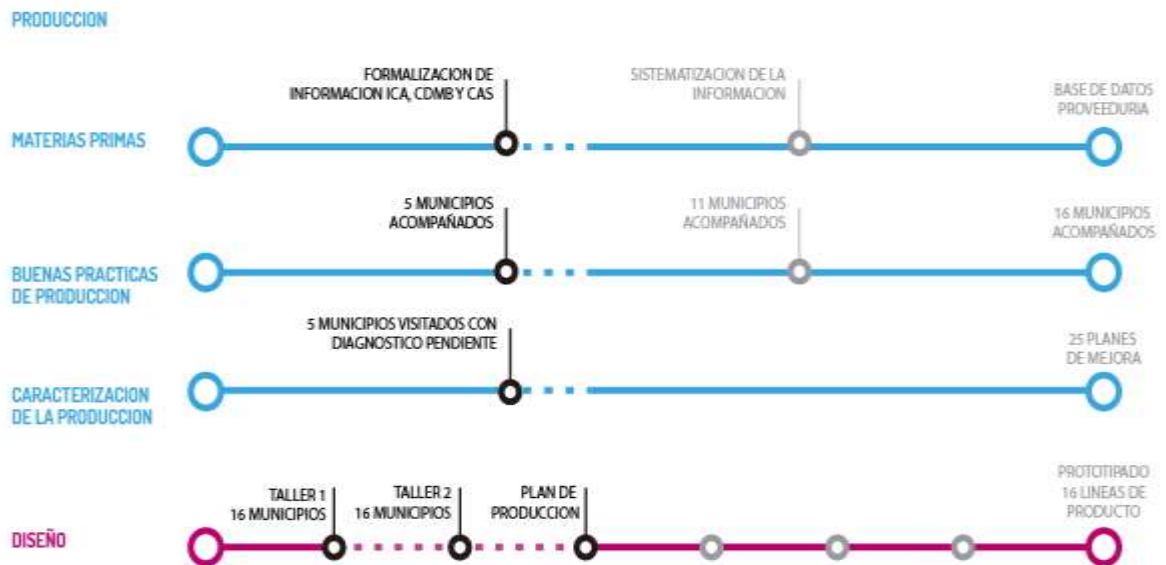 PRODUCCION
FORMALIZACION DE
INFORMACION ICA, CDMB Y CAS
SISTEMATIZACION DE LA
INFORMACION
BASE DE DATOS
PROVEEDURIA
MATERIAS PRIMAS
5 MUNICIPIOS
ACOMPAÑADOS
11 MUNICIPIOS
ACOMPAÑADOS
16 MUNICIPIOS
ACOMPAÑADOS
BUENAS PRACTICAS
DE PRODUCCION
5 MUNICIPIOS VISITADOS CON
DIAGNOSTICO PENDIENTE
25 PLANES
DE MEJORA
CARACTERIZACION
DE LA PRODUCCION
TALLER 1
16 MUNICIPIOS
TALLER 2
16 MUNICIPIOS
PLAN DE
PRODUCCION
PROTOTIPADO
16 LINEAS DE
PRODUCTO
DISEÑO